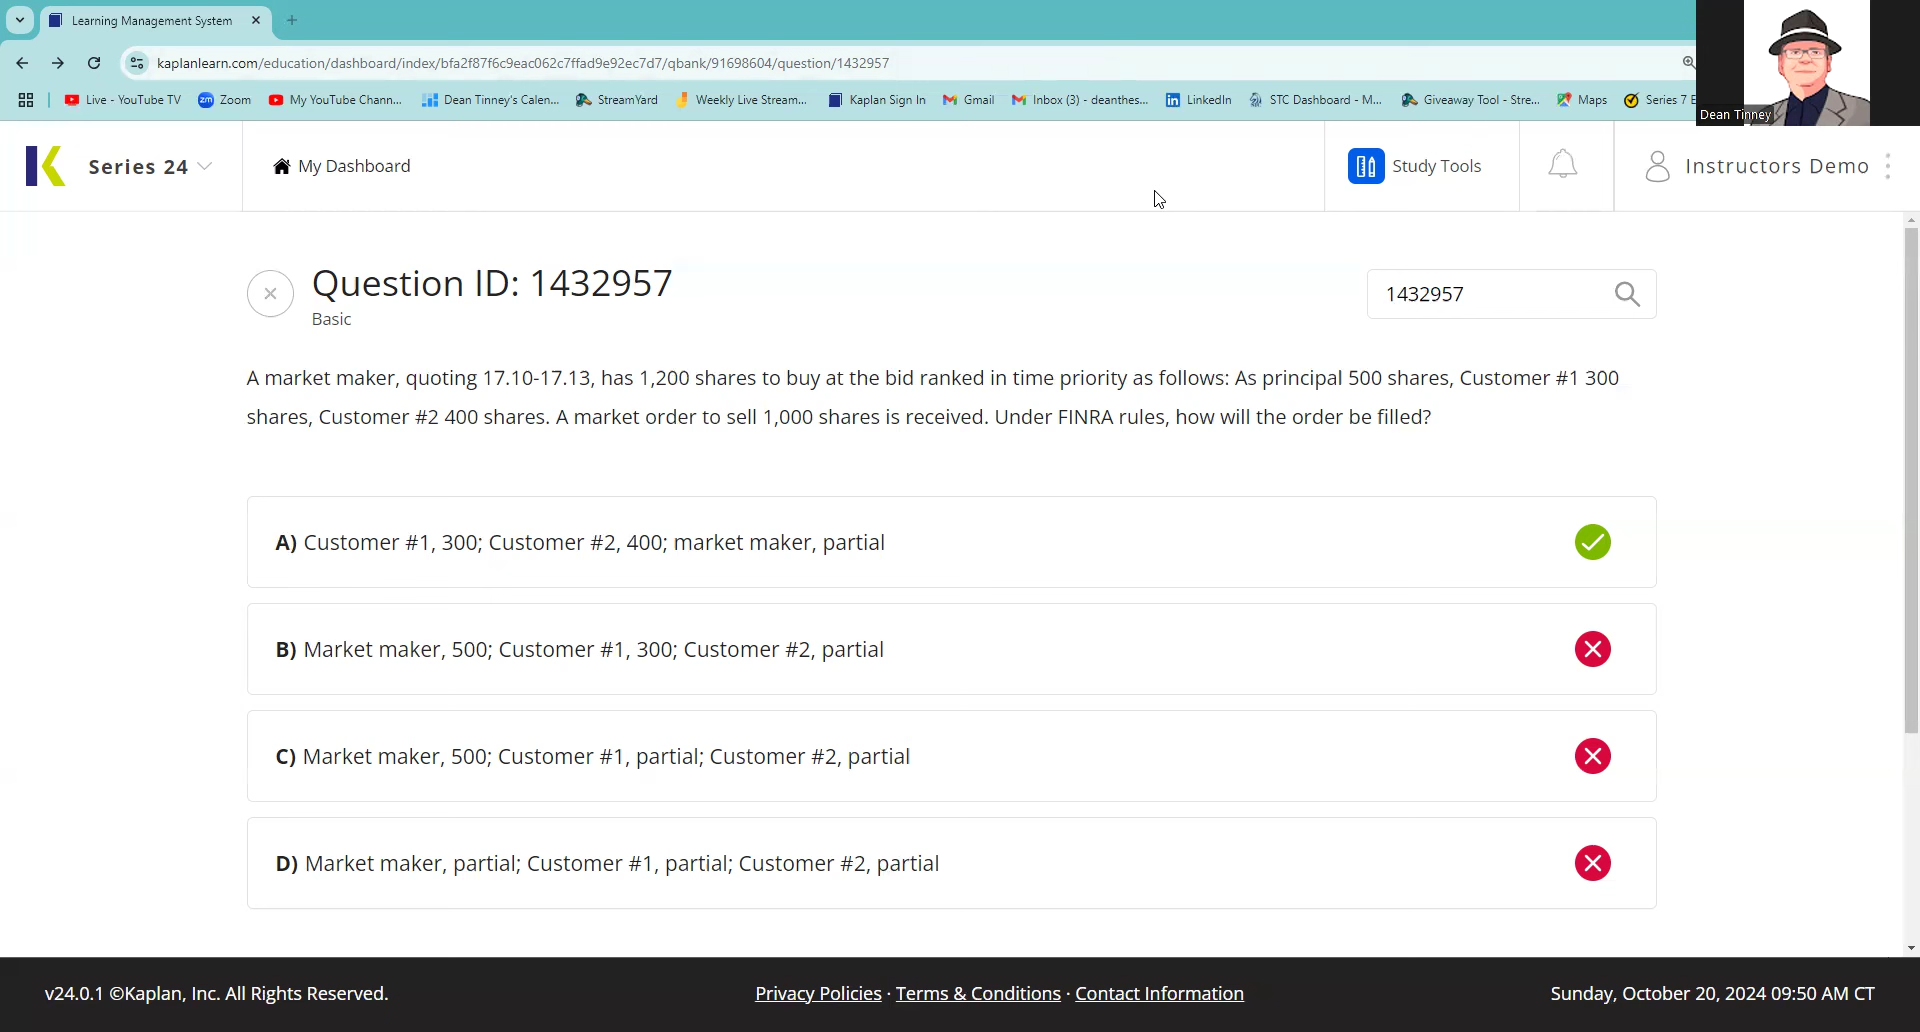 Learning Management System
kaplanlearn.com/education/dashboard/index/bfa2f87f6c9eac062c7ffad9e92ec7d7/qbank/91698604/question/1432957
Live - YouTube TV
Zoom
My YouTube Chann...
Dean Tinney's Calen...
StreamYard
Weekly Live Stream...
Kaplan Sign In
Gmail
Inbox (3) - deanthes...
LinkedIn
STC Dashboard - M...
Giveaway Tool - Stre...
Maps
Series 7 E
Dean Tinney
Series 24
My Dashboard
Study Tools
Instructors Demo
Question ID: 1432957
Basic
1432957
A market maker, quoting 17.10-17.13, has 1,200 shares to buy at the bid ranked in time priority as follows: As principal 500 shares, Customer #1 300
shares, Customer #2 400 shares. A market order to sell 1,000 shares is received. Under FINRA rules, how will the order be filled?
A) Customer #1, 300; Customer #2, 400; market maker, partial
B) Market maker, 500; Customer #1, 300; Customer #2, partial
C) Market maker, 500; Customer #1, partial; Customer #2, partial
D) Market maker, partial; Customer #1, partial; Customer #2, partial
v24.0.1 ©Kaplan, Inc. All Rights Reserved.
Privacy Policies · Terms & Conditions · Contact Information
Sunday, October 20, 2024 09:50 AM CT